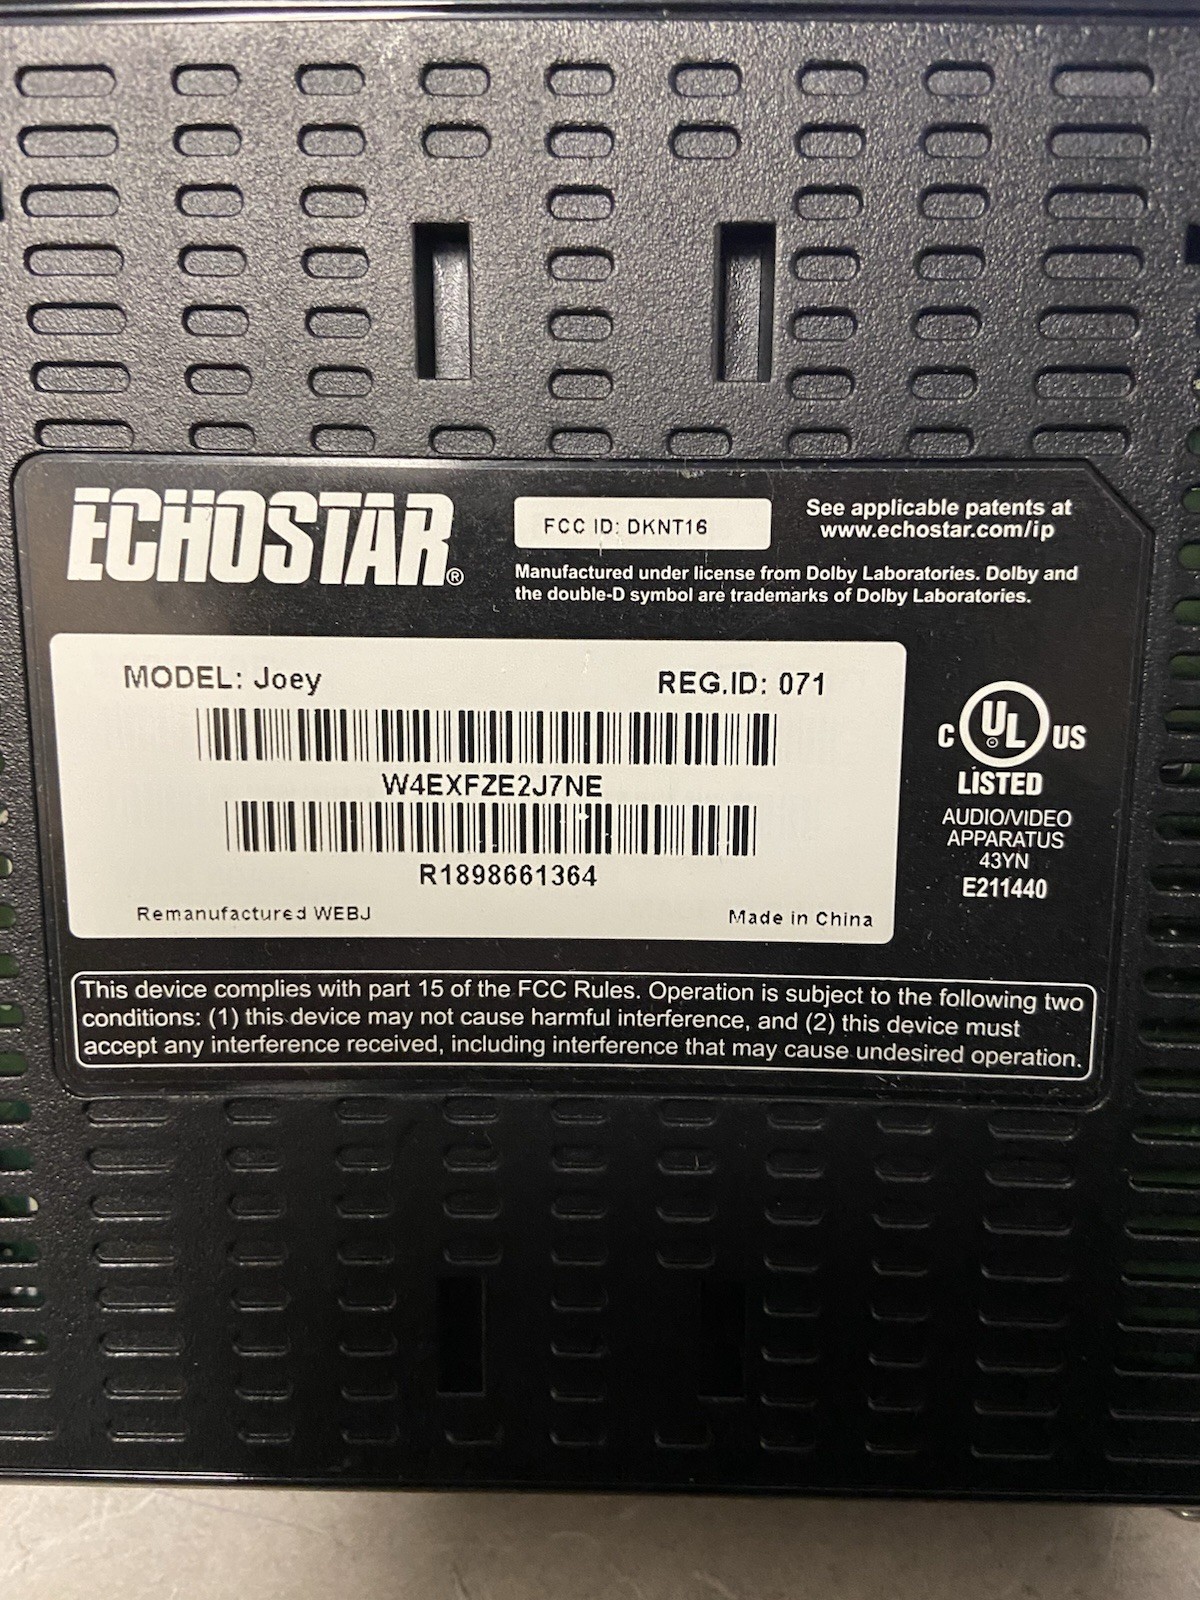 ECHOSTAR®
FCC ID: DKNT16
See applicable patents at
www.echostar.com/ip
Manufactured under license from Dolby Laboratories. Dolby and
the double-D symbol are trademarks of Dolby Laboratories.
MODEL: Joey
REG.ID: 071
W4EXFZE2J7NE
R1898661364
Remanufactured WEBJ
Made in China
C UL US
LISTED
AUDIO/VIDEO
APPARATUS
43YN
E211440
This device complies with part 15 of the FCC Rules. Operation is subject to the following two
conditions: (1) this device may not cause harmful interference, and (2) this device must
accept any interference received, including interference that may cause undesired operation.